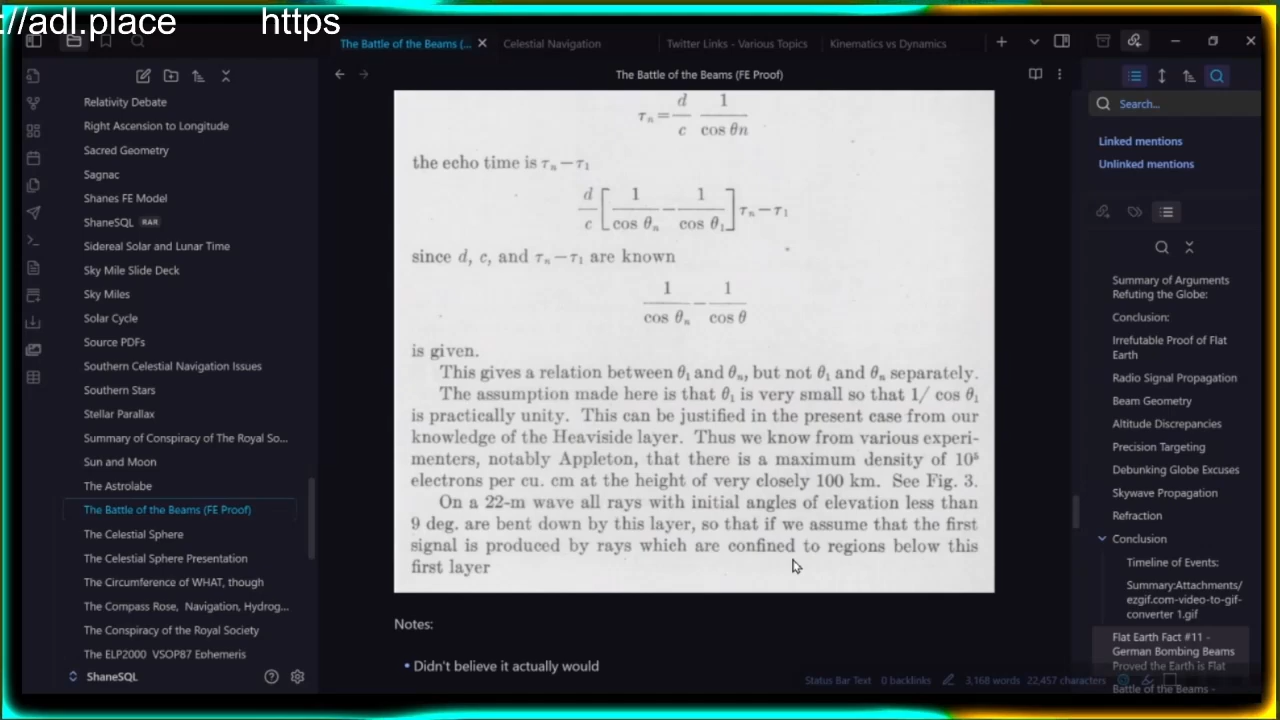 ://adl.place https
The Battle of the Beams (...
Celestial Navigation
Twitter Links - Various Topics
Kinematics vs Dynamics
The Battle of the Beams (FE Proof)
Relativity Debate
Right Ascension to Longitude
Sacred Geometry
Sagnac
Shanes FE Model
ShaneSQL RAR
Sidereal Solar and Lunar Time
Sky Mile Slide Deck
Sky Miles
Solar Cycle
Source PDFs
Southern Celestial Navigation Issues
Southern Stars
Stellar Parallax
Summary of Conspiracy of The Royal So...
Sun and Moon
The Astrolabe
The Battle of the Beams (FE Proof)
The Celestial Sphere
The Celestial Sphere Presentation
The Circumference of WHAT, though
The Compass Rose, Navigation, Hydrog...
The Conspiracy of the Royal Society
The ELP2000 VSOP87 Ephemeris
ShaneSQL
τn = d/c 1/cos θn
the echo time is τn−τ1
d/c [1/cos θn − 1/cos θ1] τn−τ1
since d, c, and τn−τ1 are known
1/cos θn − 1/cos θ
is given.
This gives a relation between θ1 and θn, but not θ1 and θn separately.
The assumption made here is that θ1 is very small so that 1/ cos θ1
is practically unity. This can be justified in the present case from our
knowledge of the Heaviside layer. Thus we know from various experi-
menters, notably Appleton, that there is a maximum density of 10⁵
electrons per cu. cm at the height of very closely 100 km. See Fig. 3.
On a 22-m wave all rays with initial angles of elevation less than
9 deg. are bent down by this layer, so that if we assume that the first
signal is produced by rays which are confined to regions below this
first layer
Notes:
• Didn't believe it actually would
Status Bar Text 0 backlinks 3,168 words 22,457 characters
Search...
Linked mentions
Unlinked mentions
Summary of Arguments
Refuting the Globe:
Conclusion:
Irrefutable Proof of Flat
Earth
Radio Signal Propagation
Beam Geometry
Altitude Discrepancies
Precision Targeting
Debunking Globe Excuses
Skywave Propagation
Refraction
Conclusion
Timeline of Events:
Summary:Attachments/
ezgif.com-video-to-gif-
converter 1.gif
Flat Earth Fact #11 -
German Bombing Beams
Proved the Earth is Flat
Battle of the Beams -